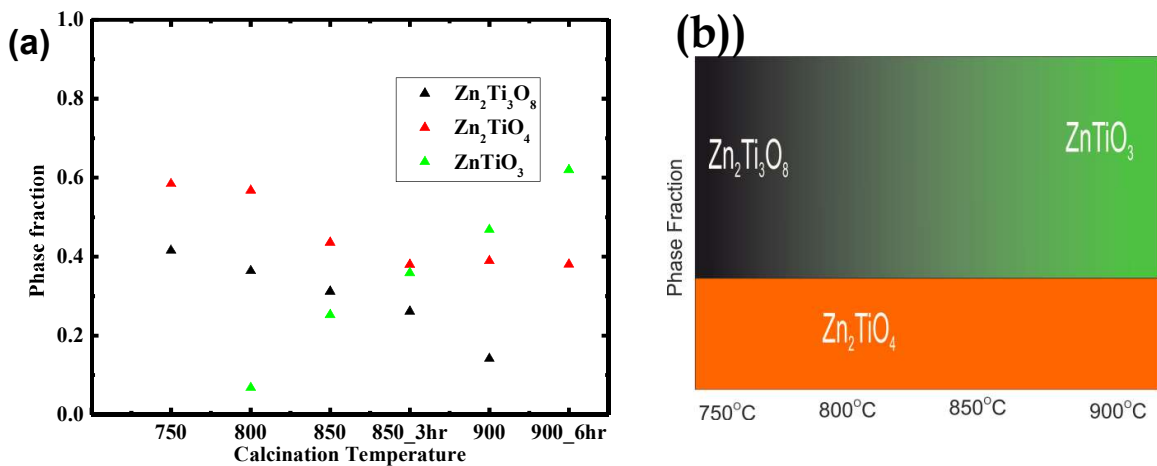 (a)
1.0
0.8
0.6
0.4
0.2
0.0
Phase fraction
Zn₂Ti₃O₈
Zn₂TiO₄
ZnTiO₃
750 800 850 850_3hr 900 900_6hr
Calcination Temperature
(b))
Phase Fraction
Zn₂Ti₃O₈
ZnTiO₃
Zn₂TiO₄
750°C 800°C 850°C 900°C